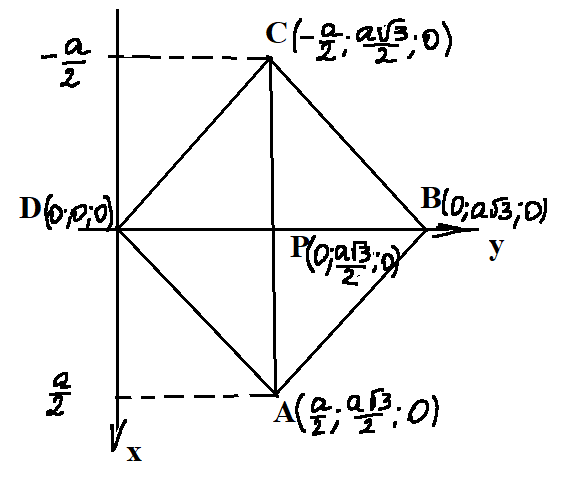 C(-a/2; a√3/2; 0)
-a/2
D(0;0;0)
B(0;a√3;0)
P(0;a√3/2;0)
y
a/2
A(a/2; a√3/2; 0)
x